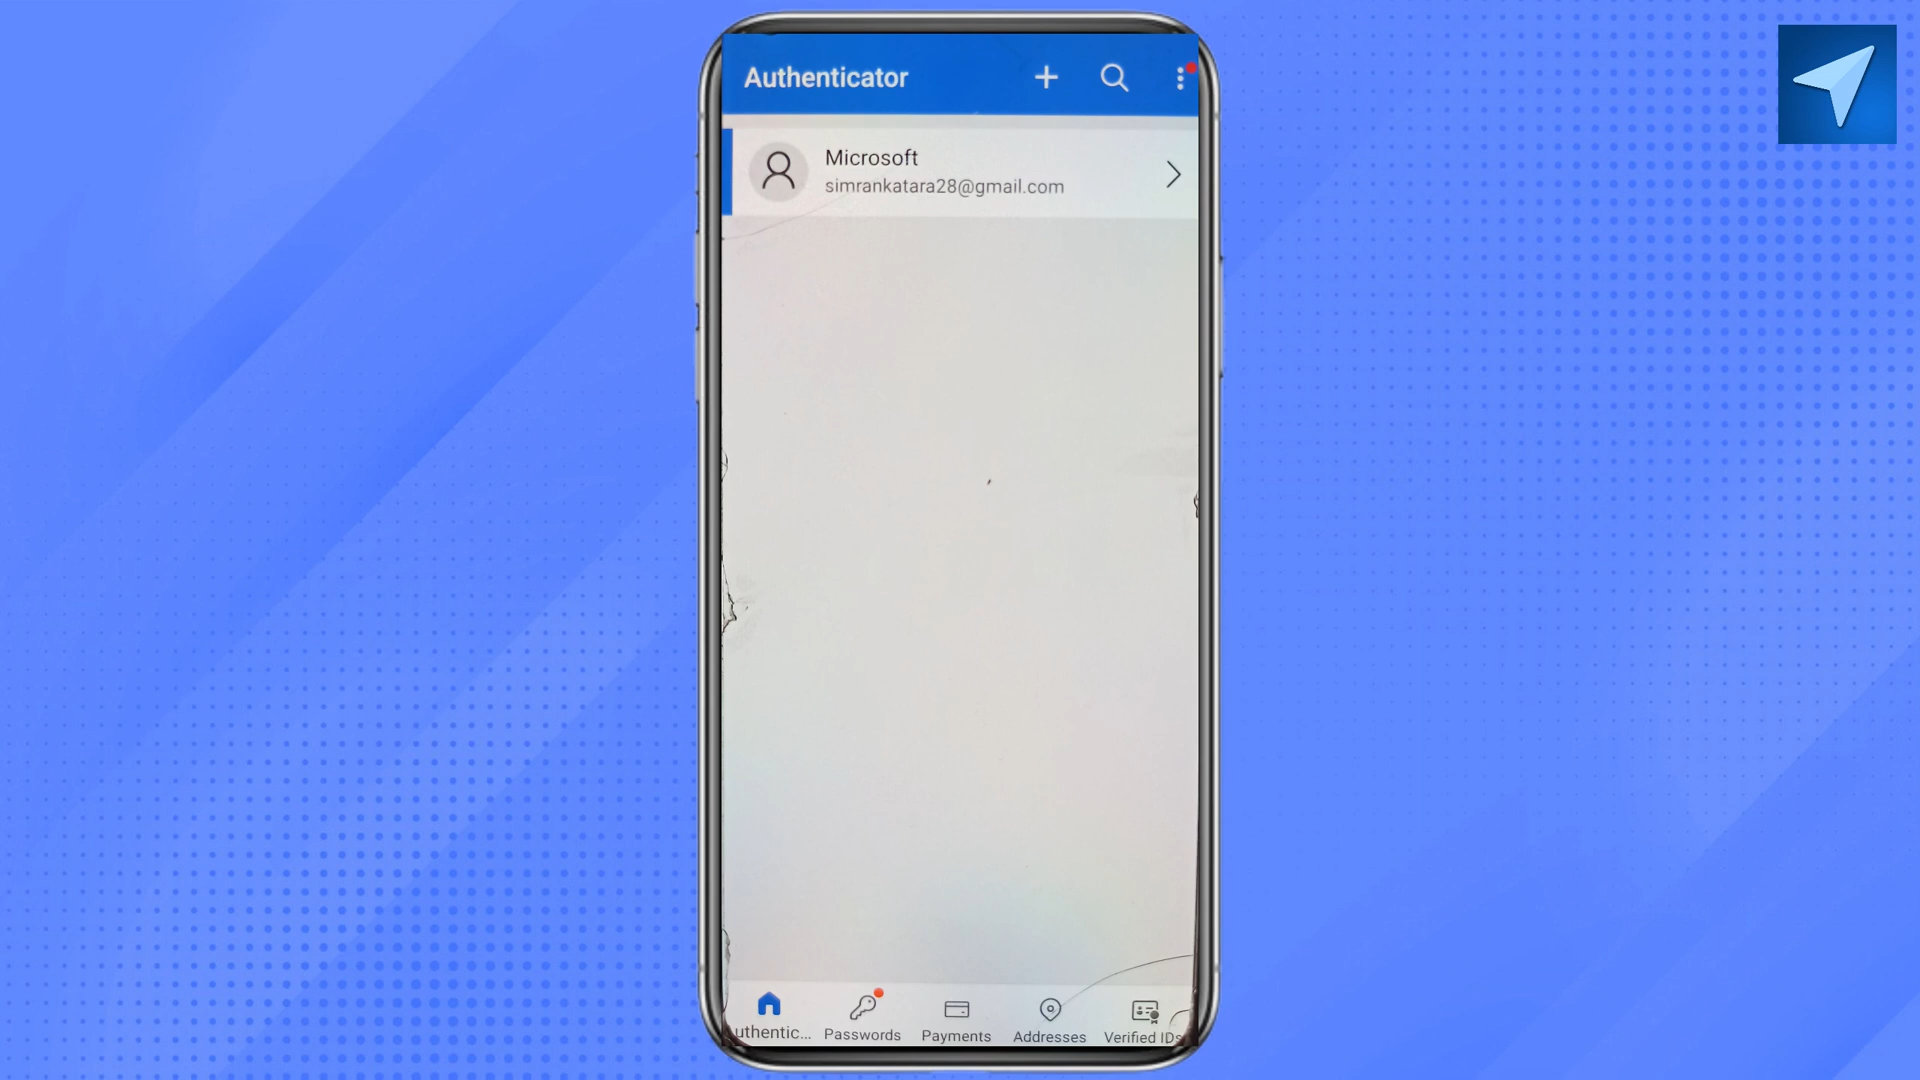 Authenticator
Microsoft
simrankatara28@gmail.com
uthentic...
Passwords
Payments
Addresses
Verified IDs